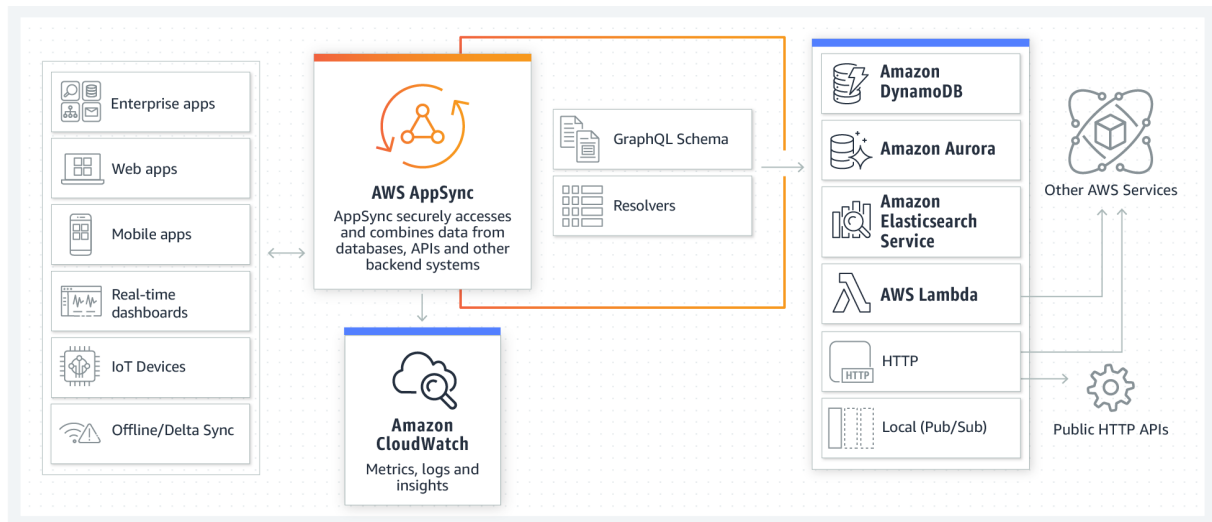 Enterprise apps
Web apps
Mobile apps
Real-time
dashboards
IoT Devices
Offline/Delta Sync
AWS AppSync
AppSync securely accesses
and combines data from
databases, APIs and other
backend systems
Amazon
CloudWatch
Metrics, logs and
insights
GraphQL Schema
Resolvers
Amazon
DynamoDB
Amazon Aurora
Amazon
Elasticsearch
Service
AWS Lambda
HTTP
HTTP
Local (Pub/Sub)
Other AWS Services
Public HTTP APIs